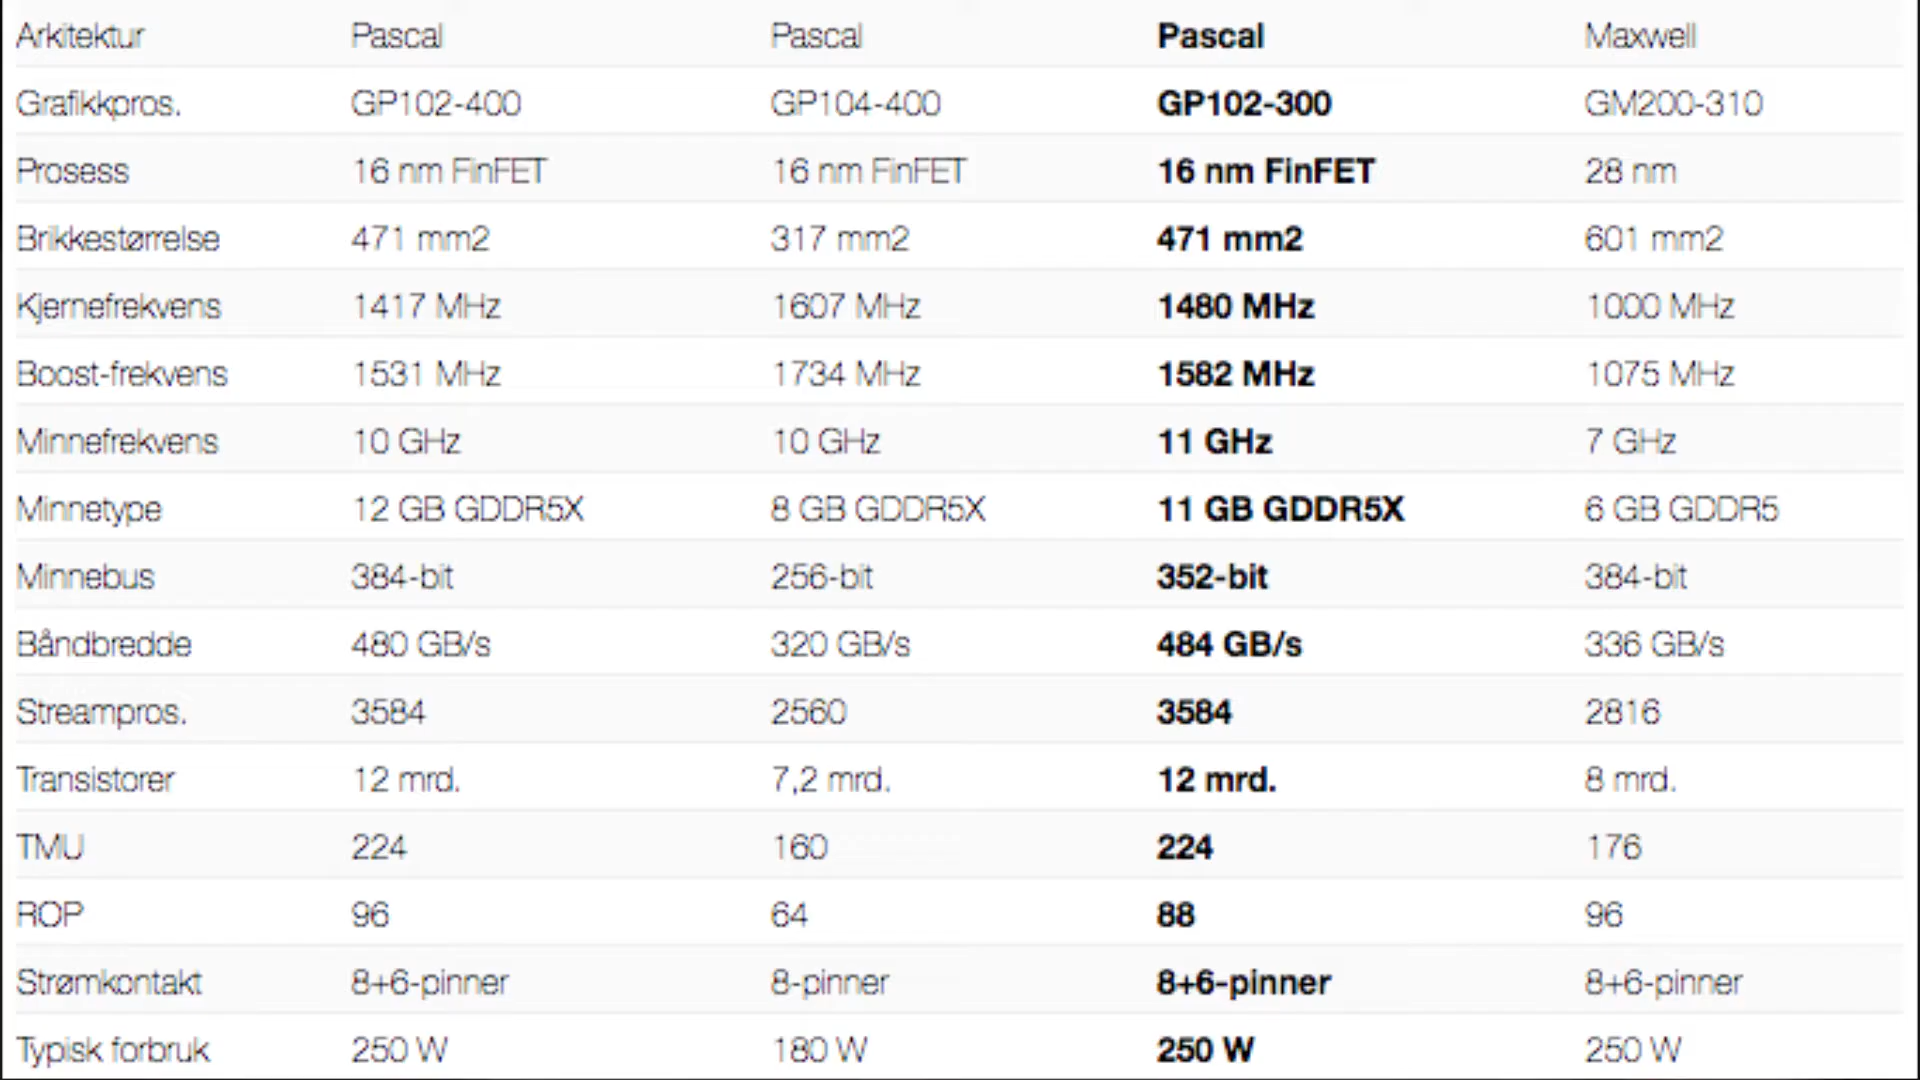 Arkitektur Pascal Pascal Pascal Maxwell
Grafikkpros. GP102-400 GP104-400 GP102-300 GM200-310
Prosess 16 nm FinFET 16 nm FinFET 16 nm FinFET 28 nm
Brikkestørrelse 471 mm2 317 mm2 471 mm2 601 mm2
Kjernefrekvens 1417 MHz 1607 MHz 1480 MHz 1000 MHz
Boost-frekvens 1531 MHz 1734 MHz 1582 MHz 1075 MHz
Minnefrekvens 10 GHz 10 GHz 11 GHz 7 GHz
Minnetype 12 GB GDDR5X 8 GB GDDR5X 11 GB GDDR5X 6 GB GDDR5
Minnebus 384-bit 256-bit 352-bit 384-bit
Båndbredde 480 GB/s 320 GB/s 484 GB/s 336 GB/s
Streampros. 3584 2560 3584 2816
Transistorer 12 mrd. 7,2 mrd. 12 mrd. 8 mrd.
TMU 224 160 224 176
ROP 96 64 88 96
Strømkontakt 8+6-pinner 8-pinner 8+6-pinner 8+6-pinner
Typisk forbruk 250 W 180 W 250 W 250 W